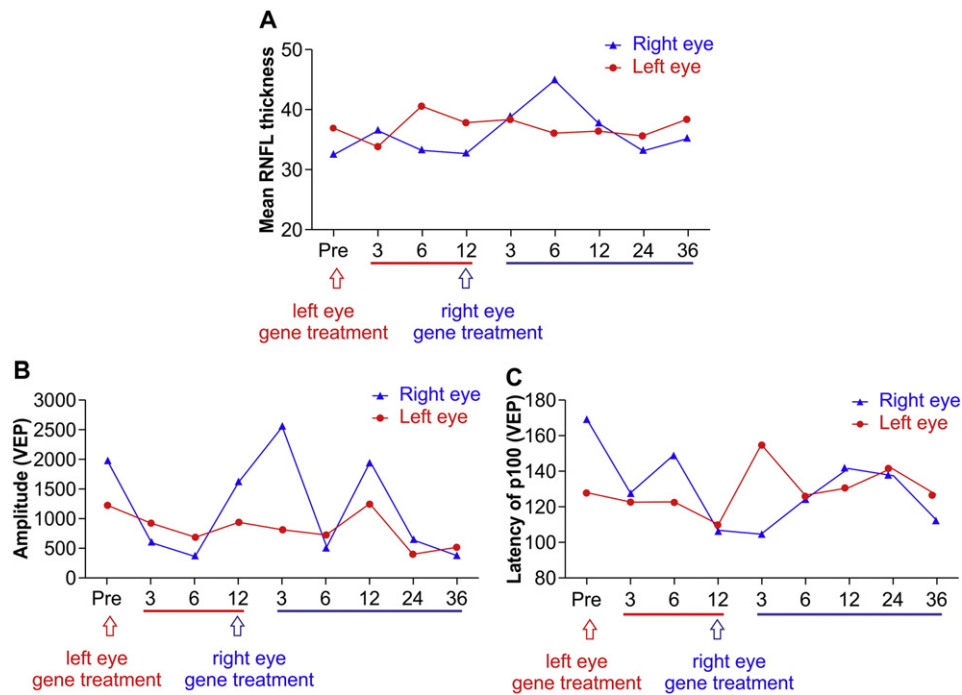 A
Mean RNFL thickness
50
40
30
20
Right eye
Left eye
Pre 3 6 12 3 6 12 24 36
left eye
gene treatment
right eye
gene treatment
B
Amplitude (VEP)
3000
2500
2000
1500
1000
500
0
Right eye
Left eye
Pre 3 6 12 3 6 12 24 36
left eye
gene treatment
right eye
gene treatment
C
Latency of p100 (VEP)
180
160
140
120
100
80
Right eye
Left eye
Pre 3 6 12 3 6 12 24 36
left eye
gene treatment
right eye
gene treatment